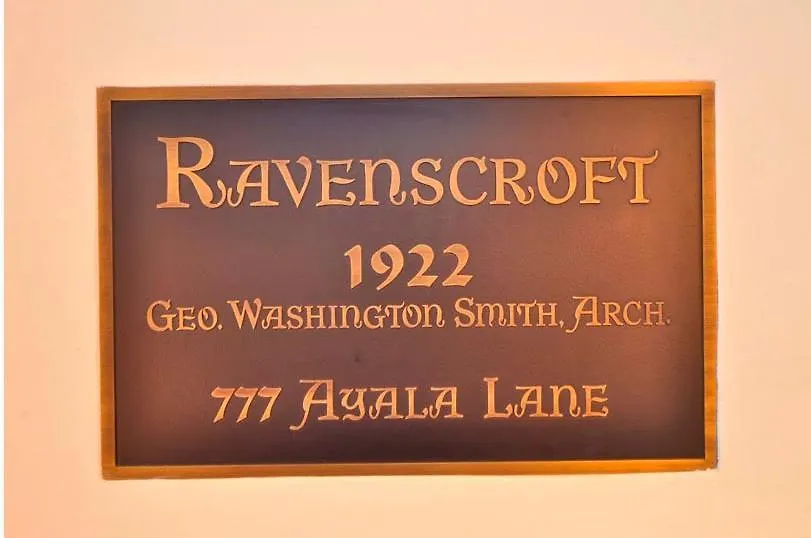 RAVENSCROFT
1922
GEO. WASHINGTON SMITH, ARCH.
777 AYALA LANE